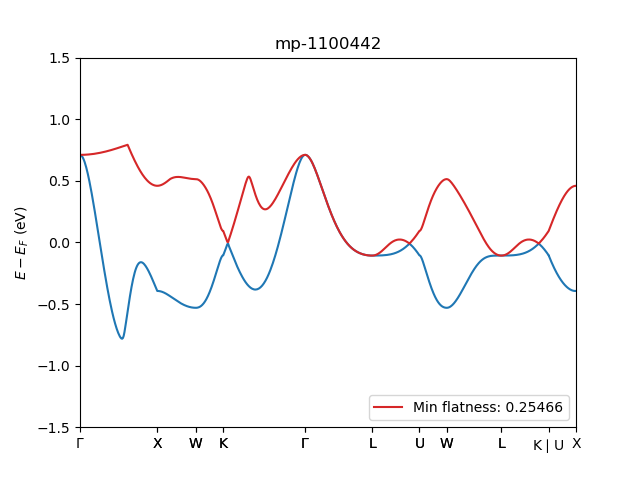 mp-1100442
1.5
1.0
0.5
0.0
−0.5
−1.0
−1.5
E − E_F (eV)
Min flatness: 0.25466
Γ X W K Γ L U W L K | U X